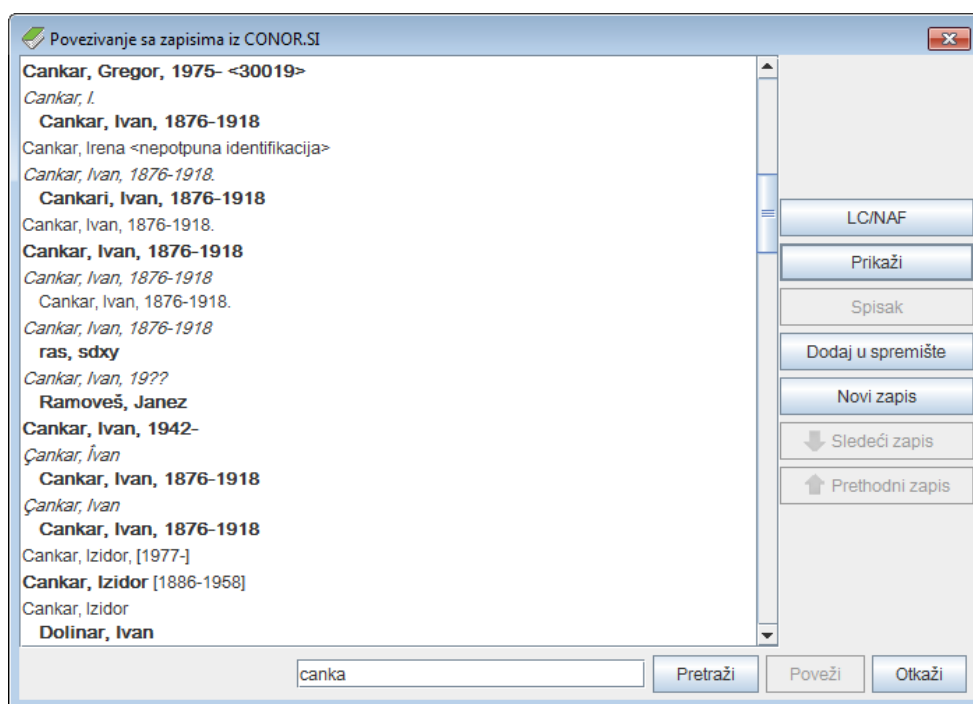 Povezivanje sa zapisima iz CONOR.SI
Cankar, Gregor, 1975- <30019>
Cankar, I.
Cankar, Ivan, 1876-1918
Cankar, Irena <nepotpuna identifikacija>
Cankar, Ivan, 1876-1918.
Cankari, Ivan, 1876-1918
Cankar, Ivan, 1876-1918.
Cankar, Ivan, 1876-1918
Cankar, Ivan, 1876-1918
Cankar, Ivan, 1876-1918.
Cankar, Ivan, 1876-1918
ras, sdxy
Cankar, Ivan, 19??
Ramoveš, Janez
Cankar, Ivan, 1942-
Çankar, Îvan
Cankar, Ivan, 1876-1918
Çankar, Ivan
Cankar, Ivan, 1876-1918
Cankar, Izidor, [1977-]
Cankar, Izidor [1886-1958]
Cankar, Izidor
Dolinar, Ivan
LC/NAF
Prikaži
Spisak
Dodaj u spremište
Novi zapis
Sledeći zapis
Prethodni zapis
canka
Pretraži
Poveži
Otkaži